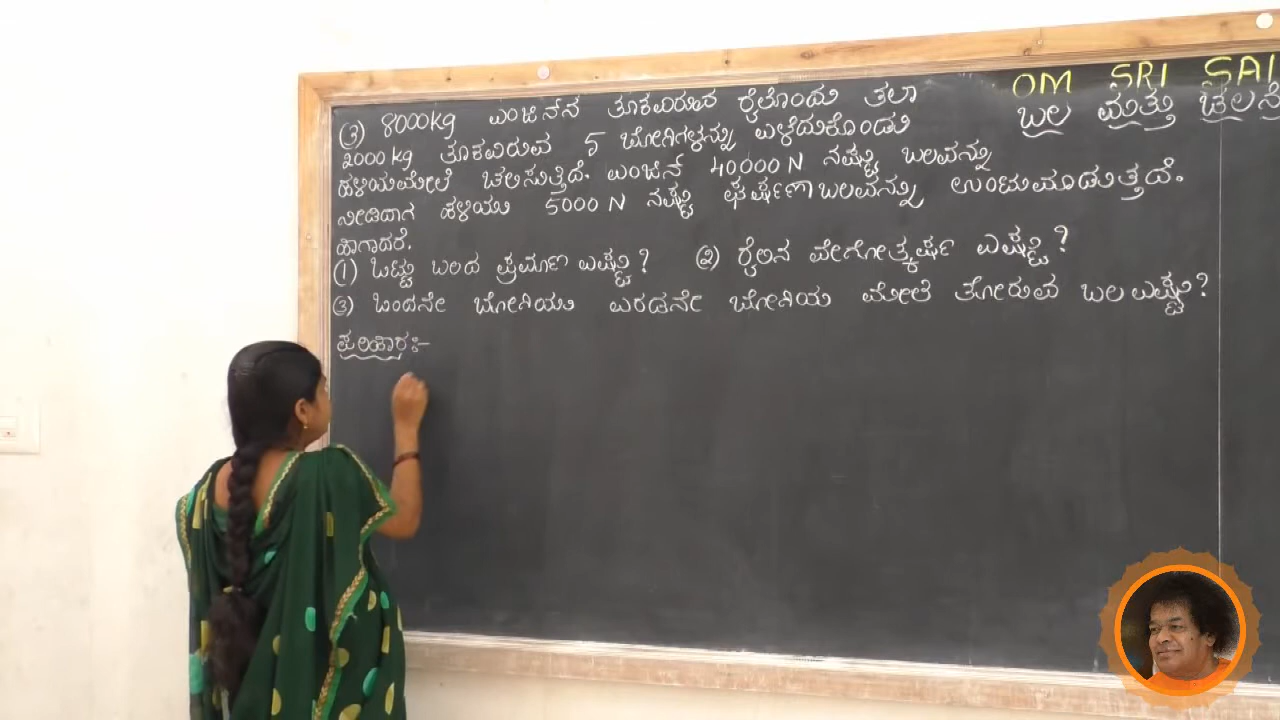 OM SRI SAI
ಬಲ ಮತ್ತು ಚಲನೆ
(3) 8000kg ಎಂಜಿನ್‌ನ ತೂಕವಿರುವ ರೈಲೊಂದು ತಲಾ
2000 kg ತೂಕವಿರುವ 5 ಬೋಗಿಗಳನ್ನು ಎಳೆದುಕೊಂಡು
ಹಳಿಯಮೇಲೆ ಚಲಿಸುತ್ತಿದೆ. ಎಂಜಿನ್ 40000 N ನಷ್ಟು ಬಲವನ್ನು
ನೀಡಿದಾಗ ಹಳಿಯು 5000 N ನಷ್ಟು ಘರ್ಷಣಾ ಬಲವನ್ನು ಉಂಟುಮಾಡುತ್ತದೆ.
ಹಾಗಾದರೆ.
(1) ಒಟ್ಟು ಬಲದ ಪ್ರಮಾಣ ಎಷ್ಟು? (2) ರೈಲಿನ ವೇಗೋತ್ಕರ್ಷ ಎಷ್ಟು?
(3) ಒಂದನೇ ಬೋಗಿಯು ಎರಡನೇ ಬೋಗಿಯ ಮೇಲೆ ತೋರುವ ಬಲ ಎಷ್ಟು?
ಪರಿಹಾರ:-